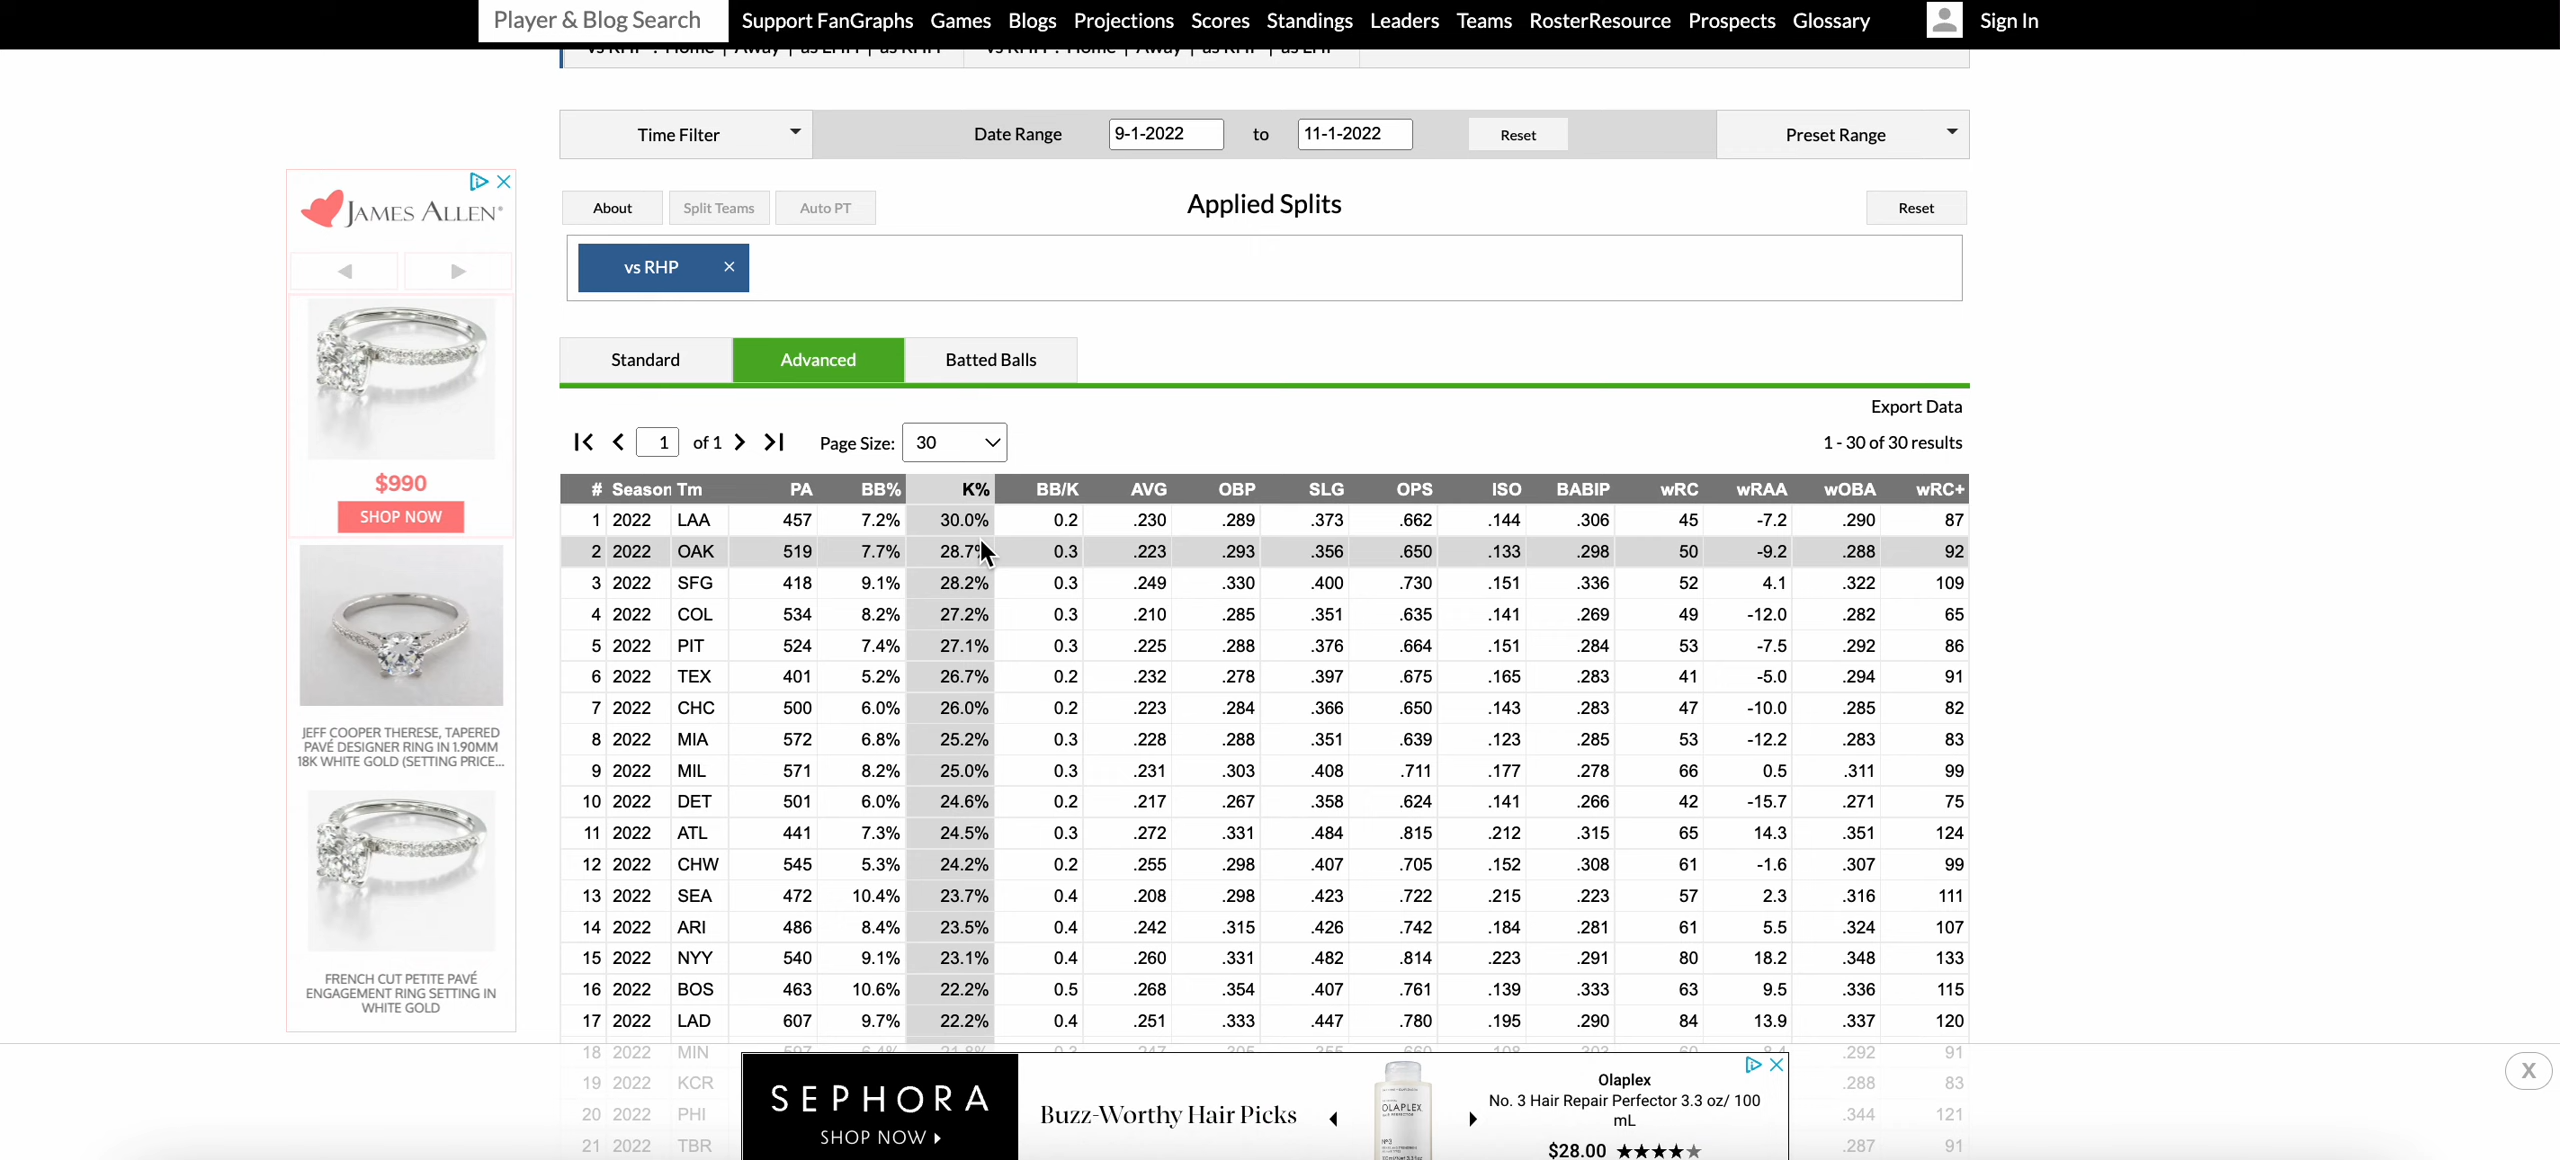 Player & Blog Search Support FanGraphs Games Blogs Projections Scores Standings Leaders Teams RosterResource Prospects Glossary Sign In
Time Filter Date Range 9-1-2022 to 11-1-2022 Reset Preset Range
About Split Teams Auto PT Applied Splits Reset
vs RHP ×
Standard Advanced Batted Balls
Export Data
1 of 1 Page Size: 30 1 - 30 of 30 results
# Season Tm PA BB% K% BB/K AVG OBP SLG OPS ISO BABIP wRC wRAA wOBA wRC+
1 2022 LAA 457 7.2% 30.0% 0.2 .230 .289 .373 .662 .144 .306 45 -7.2 .290 87
2 2022 OAK 519 7.7% 28.7% 0.3 .223 .293 .356 .650 .133 .298 50 -9.2 .288 92
3 2022 SFG 418 9.1% 28.2% 0.3 .249 .330 .400 .730 .151 .336 52 4.1 .322 109
4 2022 COL 534 8.2% 27.2% 0.3 .210 .285 .351 .635 .141 .269 49 -12.0 .282 65
5 2022 PIT 524 7.4% 27.1% 0.3 .225 .288 .376 .664 .151 .284 53 -7.5 .292 86
6 2022 TEX 401 5.2% 26.7% 0.2 .232 .278 .397 .675 .165 .283 41 -5.0 .294 91
7 2022 CHC 500 6.0% 26.0% 0.2 .223 .284 .366 .650 .143 .283 47 -10.0 .285 82
8 2022 MIA 572 6.8% 25.2% 0.3 .228 .288 .351 .639 .123 .285 53 -12.2 .283 83
9 2022 MIL 571 8.2% 25.0% 0.3 .231 .303 .408 .711 .177 .278 66 0.5 .311 99
10 2022 DET 501 6.0% 24.6% 0.2 .217 .267 .358 .624 .141 .266 42 -15.7 .271 75
11 2022 ATL 441 7.3% 24.5% 0.3 .272 .331 .484 .815 .212 .315 65 14.3 .351 124
12 2022 CHW 545 5.3% 24.2% 0.2 .255 .298 .407 .705 .152 .308 61 -1.6 .307 99
13 2022 SEA 472 10.4% 23.7% 0.4 .208 .298 .423 .722 .215 .223 57 2.3 .316 111
14 2022 ARI 486 8.4% 23.5% 0.4 .242 .315 .426 .742 .184 .281 61 5.5 .324 107
15 2022 NYY 540 9.1% 23.1% 0.4 .260 .331 .482 .814 .223 .291 80 18.2 .348 133
16 2022 BOS 463 10.6% 22.2% 0.5 .268 .354 .407 .761 .139 .333 63 9.5 .336 115
17 2022 LAD 607 9.7% 22.2% 0.4 .251 .333 .447 .780 .195 .290 84 13.9 .337 120
18 2022 MIN .292 91
19 2022 KCR .288 83
20 2022 PHI .344 121
21 2022 TBR .287 91
JAMES ALLEN®
$990
SHOP NOW
JEFF COOPER THERESE, TAPERED
PAVÉ DESIGNER RING IN 1.90MM
18K WHITE GOLD (SETTING PRICE...
FRENCH CUT PETITE PAVÉ
ENGAGEMENT RING SETTING IN
WHITE GOLD
SEPHORA
SHOP NOW
Buzz-Worthy Hair Picks
OLAPLEX
Olaplex
No. 3 Hair Repair Perfector 3.3 oz/ 100
mL
$28.00
X